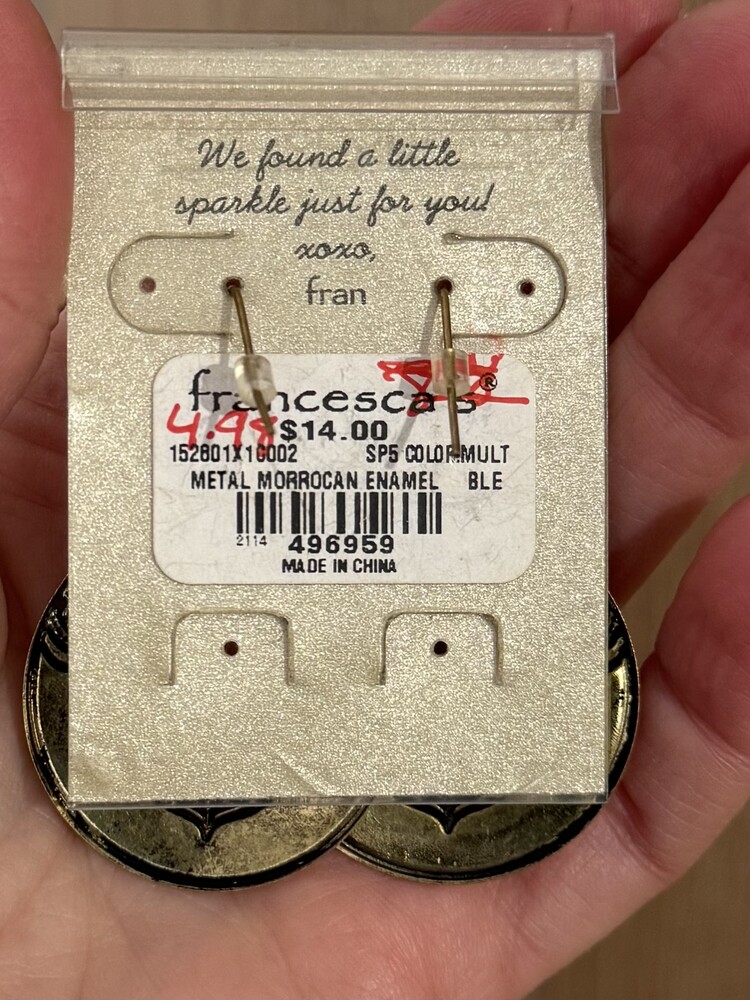 We found a little
sparkle just for you!
xoxo,
fran
francesca's®
4.98 $14.00
152801X1G002 SP5 COLOR:MULT
METAL MORROCAN ENAMEL BLE
2114 496959
MADE IN CHINA